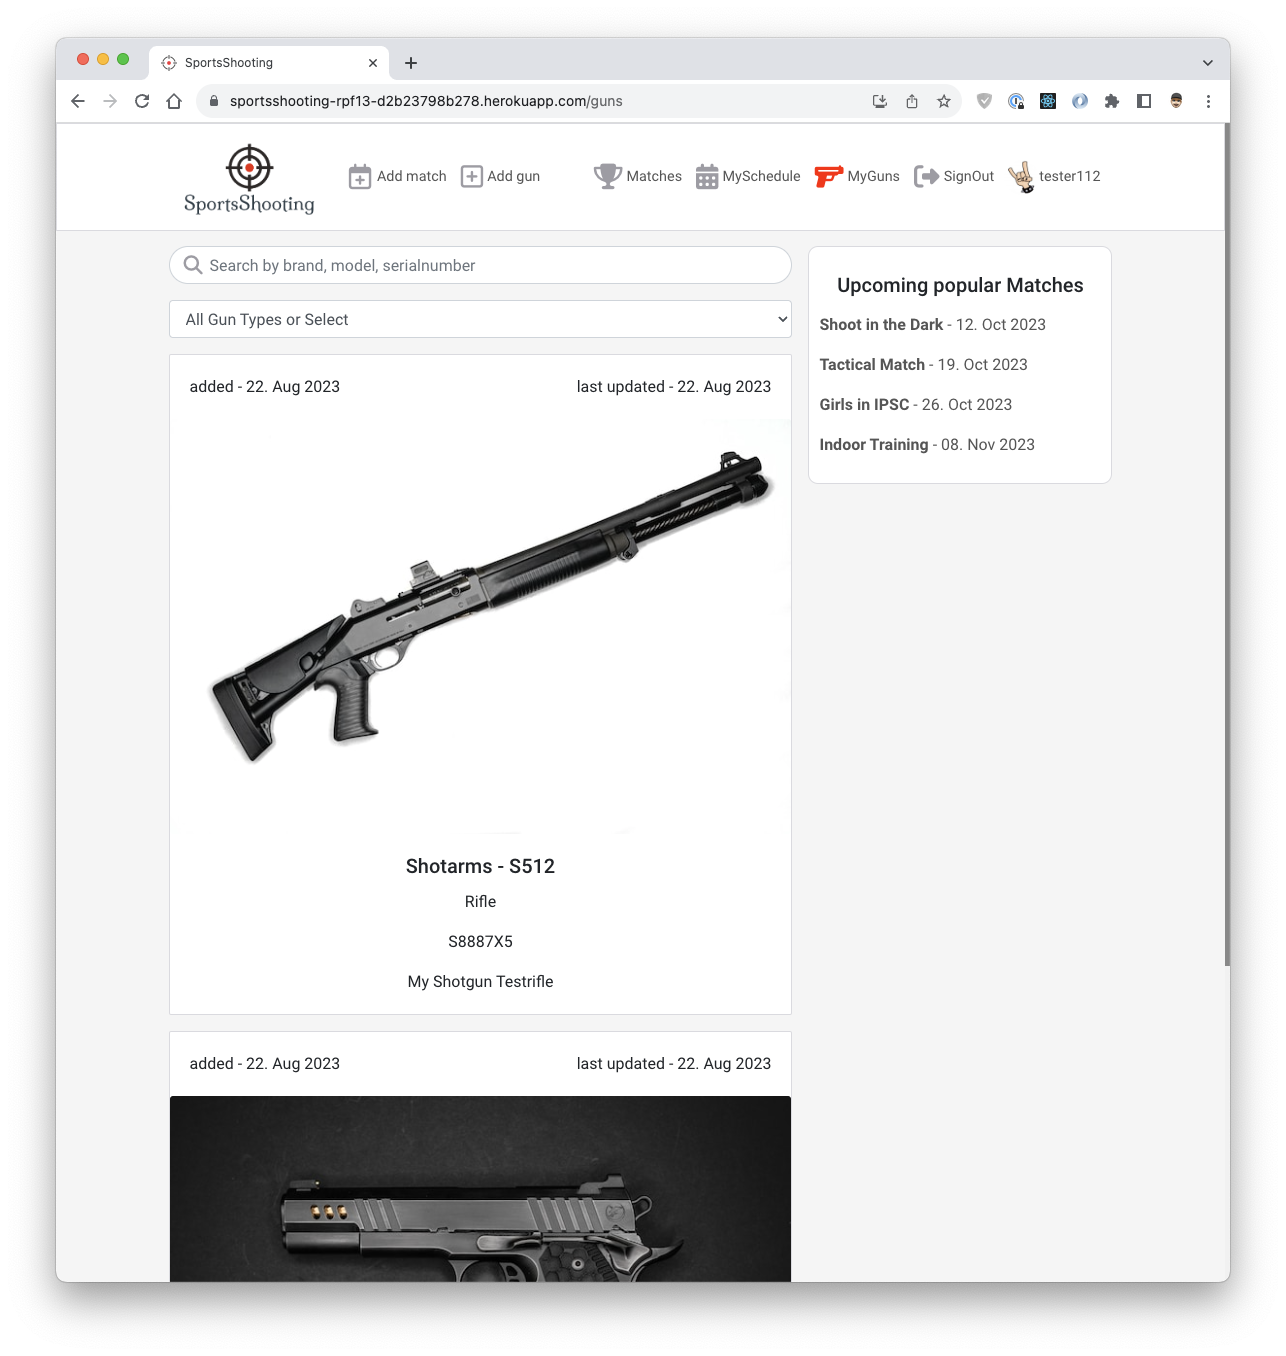 SportsShooting
sportsshooting-rpf13-d2b23798b278.herokuapp.com/guns
SportsShooting
Add match
Add gun
Matches
MySchedule
MyGuns
SignOut
tester112
Search by brand, model, serialnumber
All Gun Types or Select
added - 22. Aug 2023
last updated - 22. Aug 2023
Shotarms - S512
Rifle
S8887X5
My Shotgun Testrifle
added - 22. Aug 2023
last updated - 22. Aug 2023
Upcoming popular Matches
Shoot in the Dark - 12. Oct 2023
Tactical Match - 19. Oct 2023
Girls in IPSC - 26. Oct 2023
Indoor Training - 08. Nov 2023